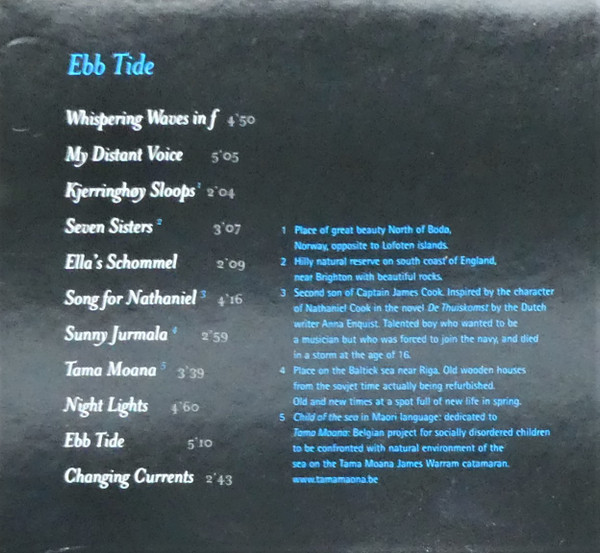 Ebb Tide
Whispering Waves in f 4'50
My Distant Voice 5'05
Kjerringhøy Sloops 1 2'04
Seven Sisters 2 3'07
Ella's Schommel 2'09
Song for Nathaniel 3 4'16
Sunny Jurmala 4 2'59
Tama Moana 5 3'39
Night Lights 4'60
Ebb Tide 5'10
Changing Currents 2'43
1 Place of great beauty North of Bodø,
Norway, opposite to Lofoten islands.
2 Hilly natural reserve on south coast of England,
near Brighton with beautiful rocks.
3 Second son of Captain James Cook. Inspired by the character
of Nathaniel Cook in the novel De Thuiskomst by the Dutch
writer Anna Enquist. Talented boy who wanted to be
a musician but who was forced to join the navy, and died
in a storm at the age of 16.
4 Place on the Baltick sea near Riga. Old wooden houses
from the sovjet time actually being refurbished.
Old and new times at a spot full of new life in spring.
5 Child of the sea in Maori language: dedicated to
Tama Moana: Belgian project for socially disordered children
to be confronted with natural environment of the
sea on the Tama Moana James Warram catamaran.
www.tamamaona.be